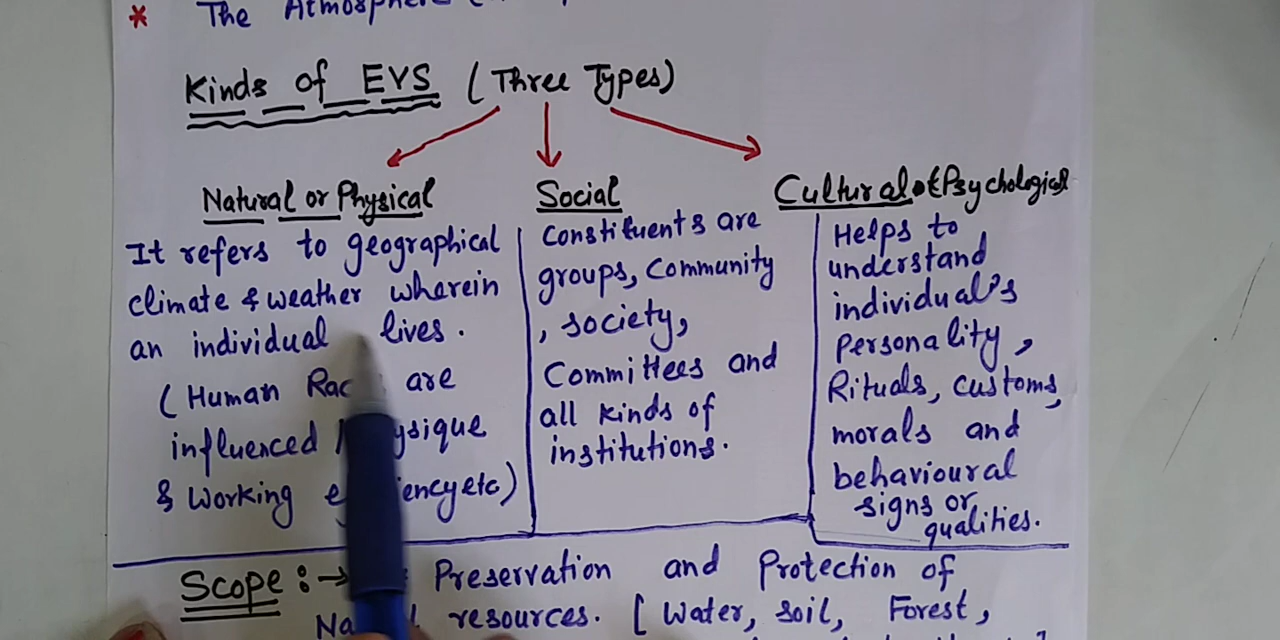 * The Atmosphere
Kinds of EVS (Three Types)
Natural or Physical
It refers to geographical
climate & weather wherein
an individual lives.
(Human are
influenced
& Working etc)
Social
Constituents are
groups, Community
, society,
Committees and
all kinds of
institutions.
Cultural or Psychological
Helps to
understand
individual's
personality,
Rituals, customs,
morals and
behavioural
signs or
qualities.
Scope:→ Preservation and Protection of
resources. [Water, soil, Forest,